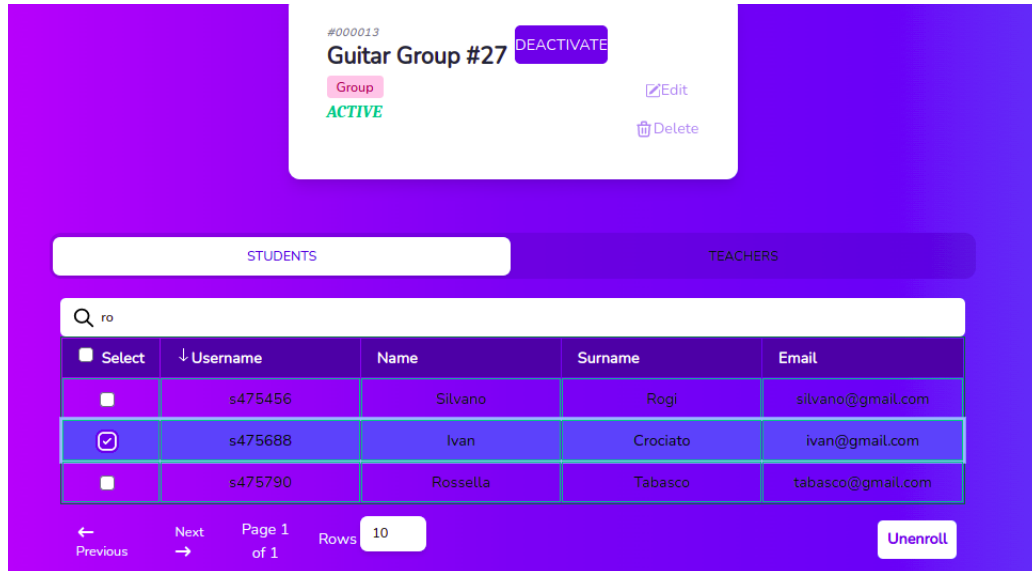 #000013
Guitar Group #27 DEACTIVATE
Group
Edit
ACTIVE
Delete
STUDENTS TEACHERS
ro
Select ↓ Username Name Surname Email
s475456 Silvano Rogi silvano@gmail.com
s475688 Ivan Crociato ivan@gmail.com
s475790 Rossella Tabasco tabasco@gmail.com
← Previous Next → Page 1 of 1 Rows 10 Unenroll